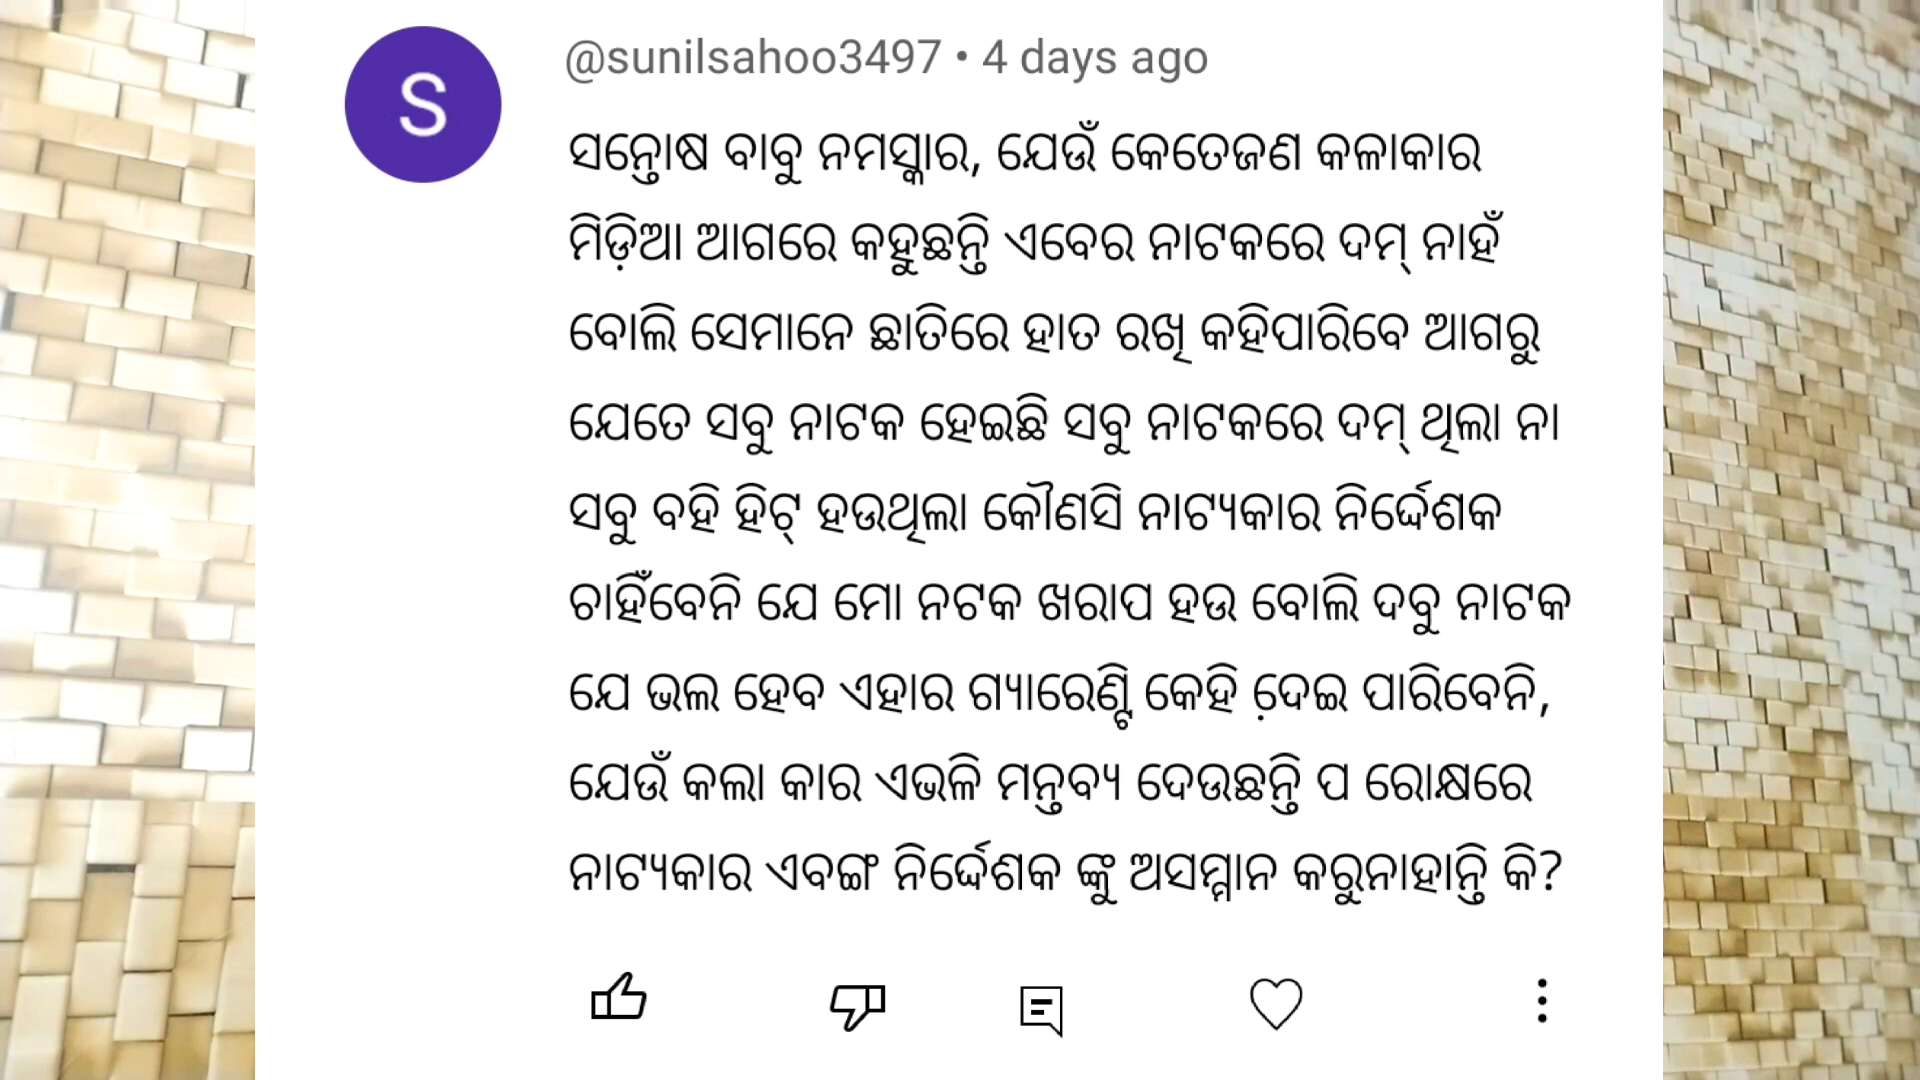 S
@sunilsahoo3497 • 4 days ago
ସନ୍ତୋଷ ବାବୁ ନମସ୍କାର, ଯେଉଁ କେତେଜଣ କଳାକାର
ମିଡ଼ିଆ ଆଗରେ କହୁଛନ୍ତି ଏବେର ନାଟକରେ ଦମ୍ ନାହଁ
ବୋଲି ସେମାନେ ଛାତିରେ ହାତ ରଖି କହିପାରିବେ ଆଗରୁ
ଯେତେ ସବୁ ନାଟକ ହେଇଛି ସବୁ ନାଟକରେ ଦମ୍ ଥିଲା ନା
ସବୁ ବହି ହିଟ୍ ହଉଥିଲା କୌଣସି ନାଟ୍ୟକାର ନିର୍ଦ୍ଦେଶକ
ଚାହିଁବେନି ଯେ ମୋ ନଟକ ଖରାପ ହଉ ବୋଲି ଦବୁ ନାଟକ
ଯେ ଭଲ ହେବ ଏହାର ଗ୍ୟାରେଣ୍ଟି କେହି ଦେ଼ଇ ପାରିବେନି,
ଯେଉଁ କଲା କାର ଏଭଳି ମନ୍ତବ୍ୟ ଦେଉଛନ୍ତି ପ ରୋକ୍ଷରେ
ନାଟ୍ୟକାର ଏବଙ୍ଗ ନିର୍ଦ୍ଦେଶକ ଙ୍କୁ ଅସମ୍ମାନ କରୁନାହାନ୍ତି କି?